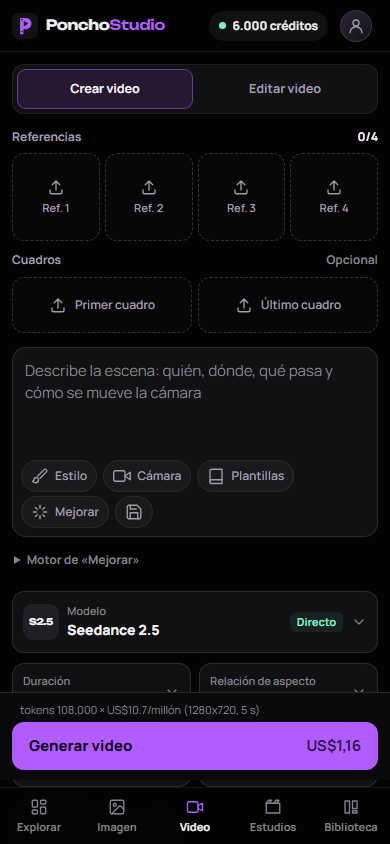 PonchoStudio
6.000 créditos
Crear video
Editar video
Referencias
0/4
Ref. 1
Ref. 2
Ref. 3
Ref. 4
Cuadros
Opcional
Primer cuadro
Último cuadro
Describe la escena: quién, dónde, qué pasa y
cómo se mueve la cámara
Estilo
Cámara
Plantillas
Mejorar
Motor de «Mejorar»
S2.5
Modelo
Seedance 2.5
Directo
Duración
Relación de aspecto
tokens 108,000 × US$10.7/millón (1280x720, 5 s)
Generar video
US$1,16
Explorar
Imagen
Video
Estudios
Biblioteca